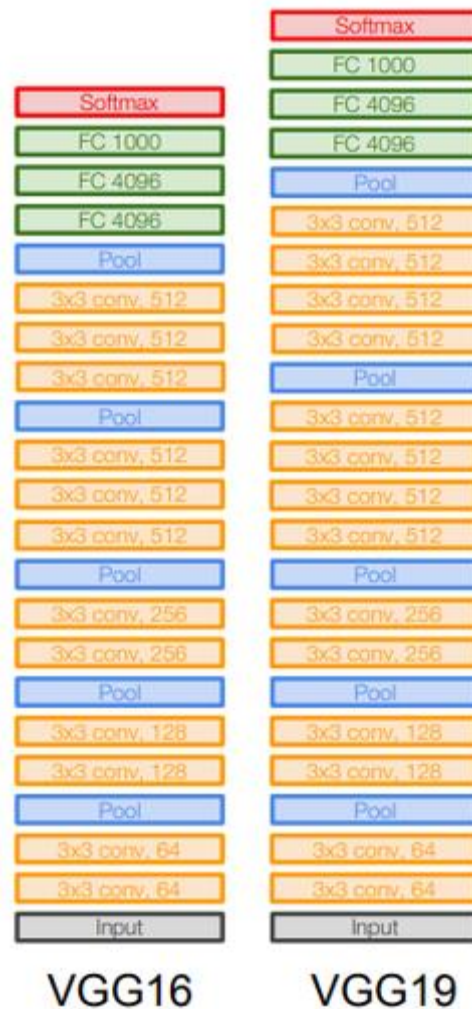 Softmax
FC 1000
FC 4096
FC 4096
Pool
3x3 conv, 512
3x3 conv, 512
3x3 conv, 512
Pool
3x3 conv, 512
3x3 conv, 512
3x3 conv, 512
Pool
3x3 conv, 256
3x3 conv, 256
Pool
3x3 conv, 128
3x3 conv, 128
Pool
3x3 conv, 64
3x3 conv, 64
Input
VGG16
Softmax
FC 1000
FC 4096
FC 4096
Pool
3x3 conv, 512
3x3 conv, 512
3x3 conv, 512
3x3 conv, 512
Pool
3x3 conv, 512
3x3 conv, 512
3x3 conv, 512
3x3 conv, 512
Pool
3x3 conv, 256
3x3 conv, 256
Pool
3x3 conv, 128
3x3 conv, 128
Pool
3x3 conv, 64
3x3 conv, 64
Input
VGG19